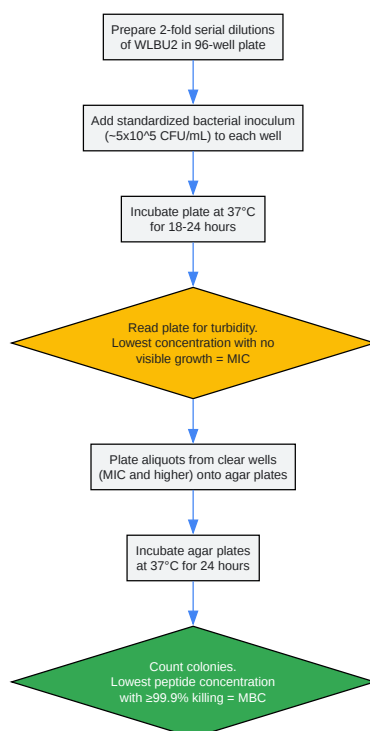 Prepare 2-fold serial dilutions
of WLBU2 in 96-well plate
Add standardized bacterial inoculum
(~5x10^5 CFU/mL) to each well
Incubate plate at 37°C
for 18-24 hours
Read plate for turbidity.
Lowest concentration with no
visible growth = MIC
Plate aliquots from clear wells
(MIC and higher) onto agar plates
Incubate agar plates
at 37°C for 24 hours
Count colonies.
Lowest peptide concentration
with ≥99.9% killing = MBC